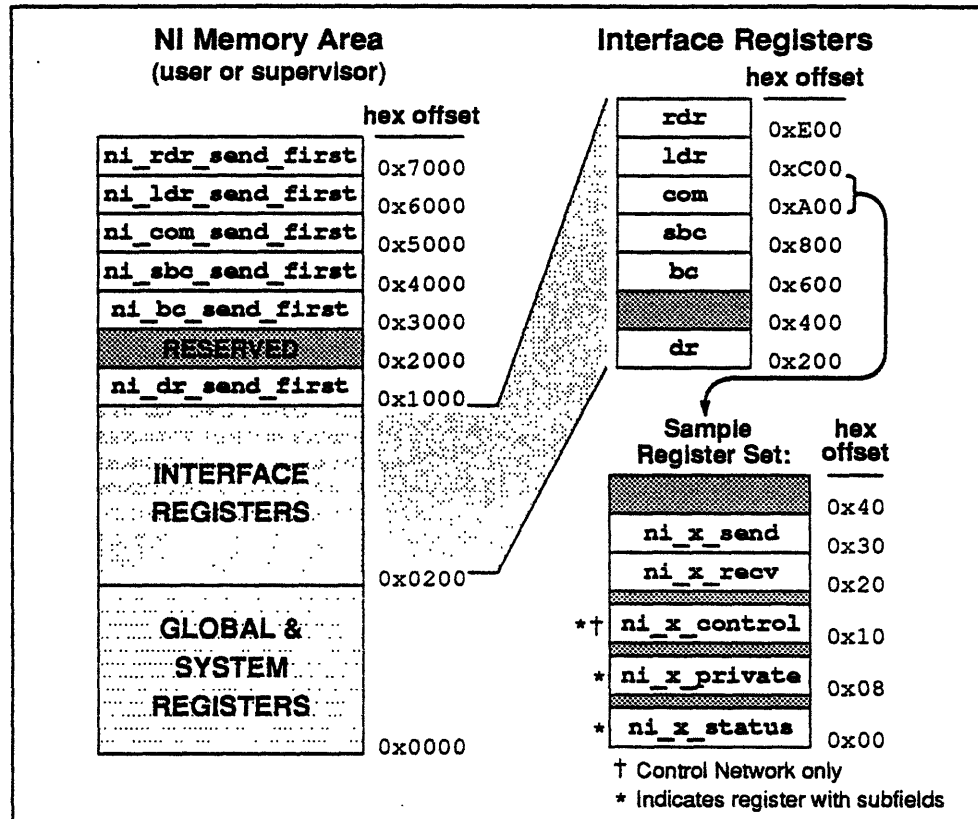 NI Memory Area
(user or supervisor)
hex offset
ni_rdr_send_first
0x7000
ni_ldr_send_first
0x6000
ni_com_send_first
0x5000
ni_sbc_send_first
0x4000
ni_bc_send_first
0x3000
RESERVED
0x2000
ni_dr_send_first
0x1000
INTERFACE
REGISTERS
0x0200
GLOBAL &
SYSTEM
REGISTERS
0x0000
Interface Registers
hex offset
rdr
0xE00
ldr
0xC00
com
0xA00
sbc
0x800
bc
0x600
0x400
dr
0x200
Sample
Register Set:
hex
offset
0x40
ni_x_send
0x30
ni_x_recv
0x20
*† ni_x_control
0x10
* ni_x_private
0x08
* ni_x_status
0x00
† Control Network only
* Indicates register with subfields